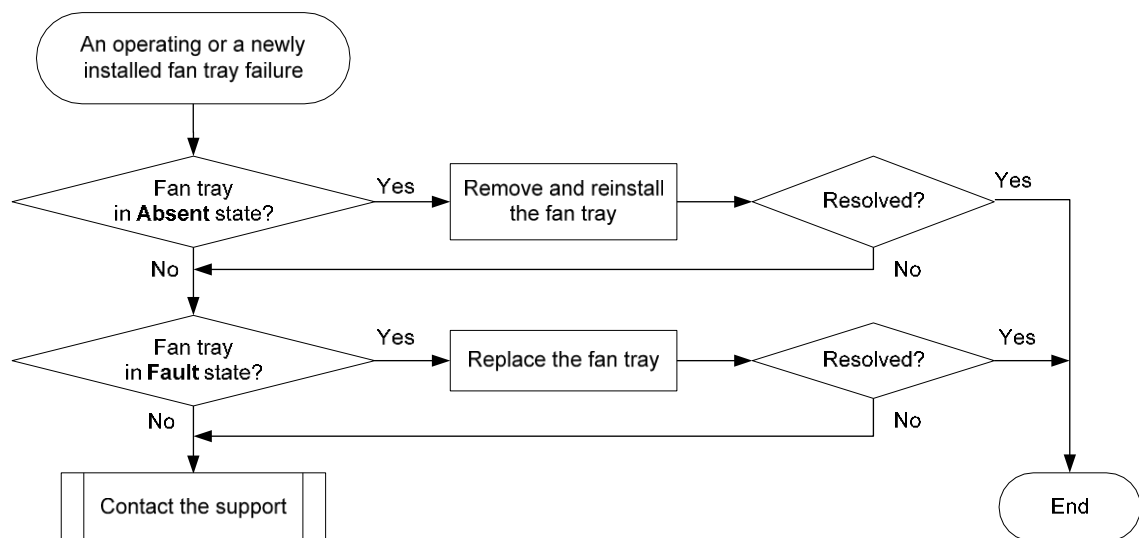 An operating or a newly
installed fan tray failure
Fan tray
in Absent state?
Yes
Remove and reinstall
the fan tray
Resolved?
Yes
No
No
Fan tray
in Fault state?
Yes
Replace the fan tray
Resolved?
Yes
No
No
Contact the support
End